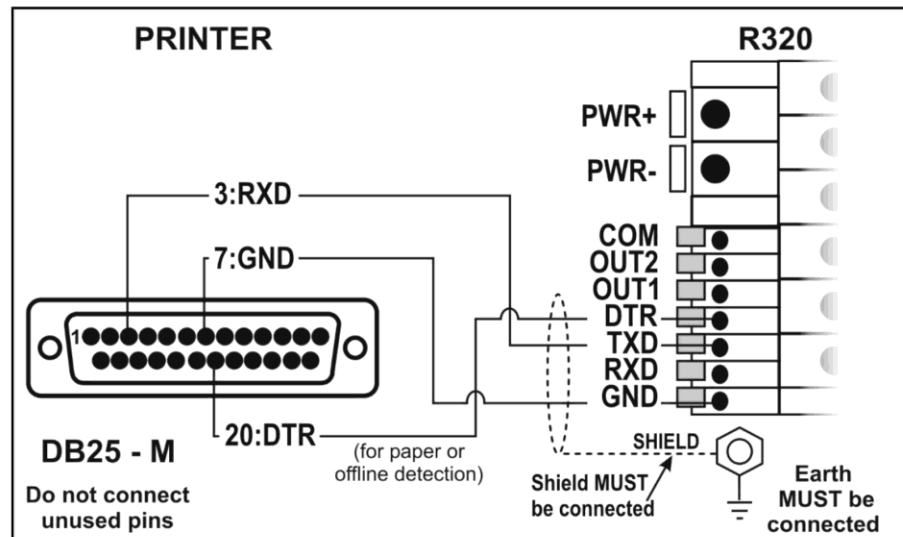 PRINTER
R320
PWR+
PWR-
3:RXD
7:GND
COM
OUT2
OUT1
DTR
TXD
RXD
GND
1
20:DTR
(for paper or
offline detection)
SHIELD
DB25 - M
Do not connect
unused pins
Shield MUST
be connected
Earth
MUST be
connected